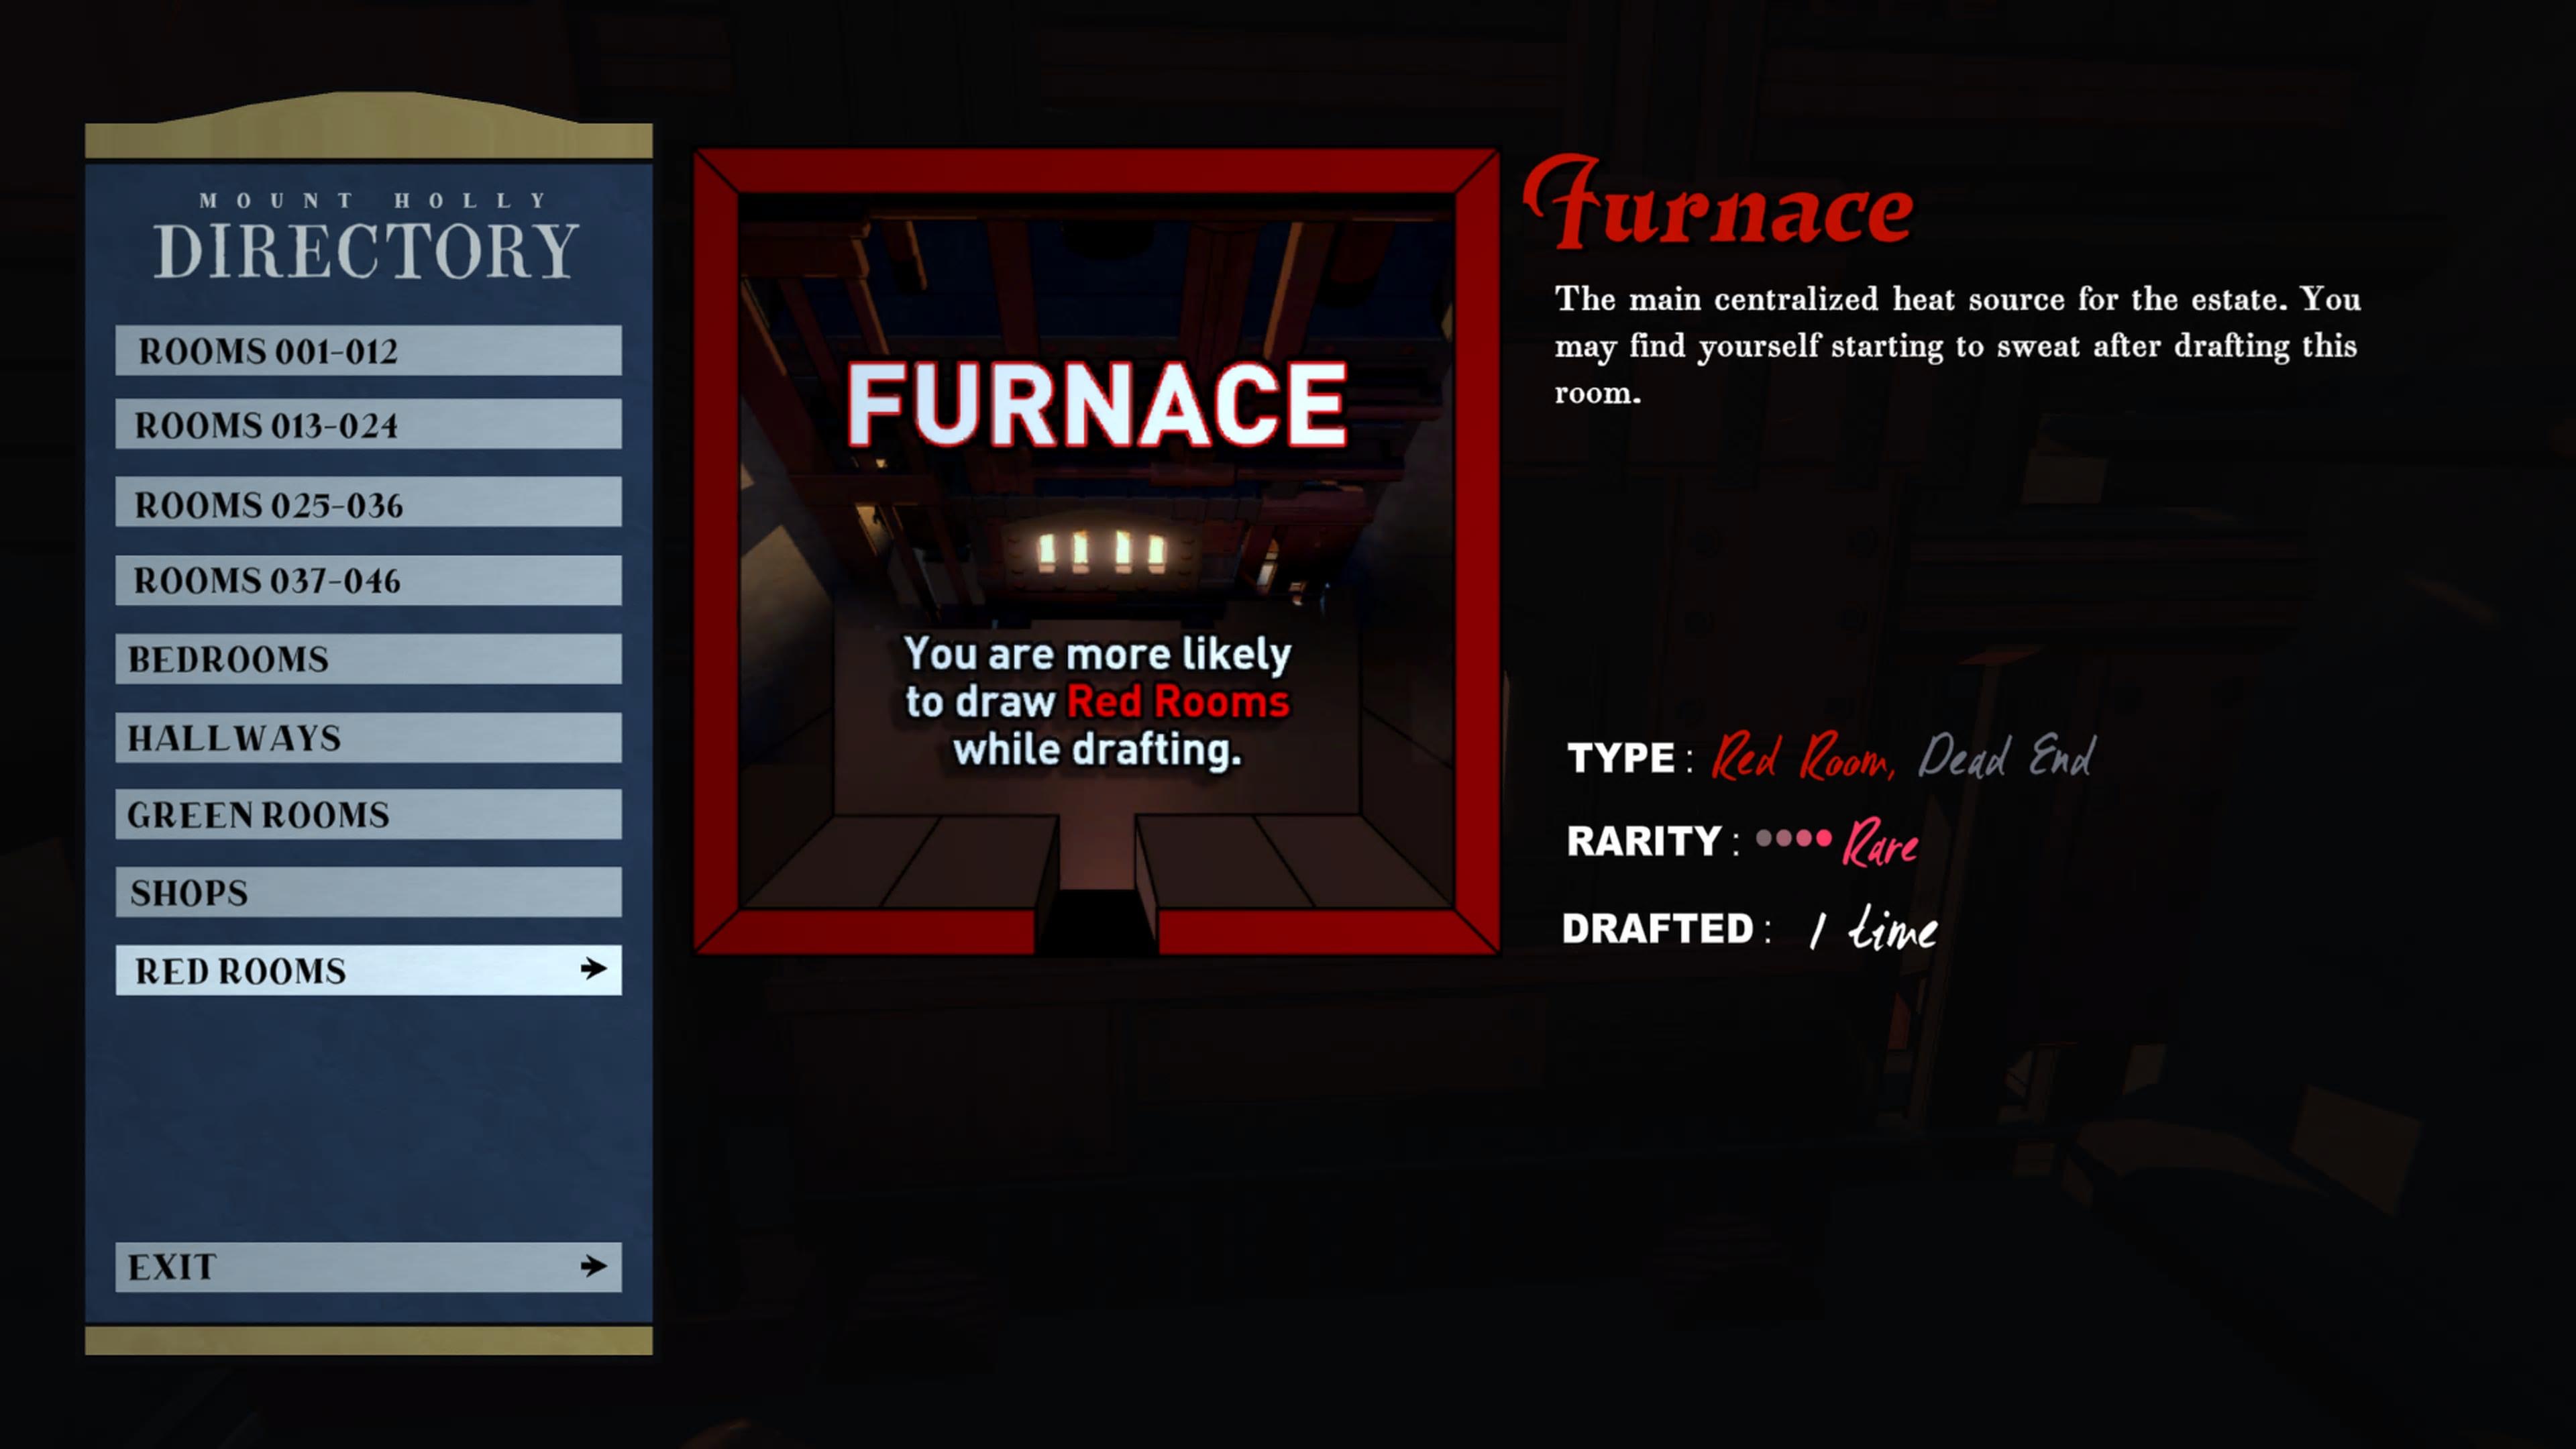 MOUNT HOLLY
DIRECTORY
ROOMS 001-012
ROOMS 013-024
ROOMS 025-036
ROOMS 037-046
BEDROOMS
HALLWAYS
GREEN ROOMS
SHOPS
RED ROOMS
EXIT
FURNACE
You are more likely
to draw Red Rooms
while drafting.
Furnace
The main centralized heat source for the estate. You
may find yourself starting to sweat after drafting this
room.
TYPE : Red Room, Dead End
RARITY : Rare
DRAFTED : 1 time